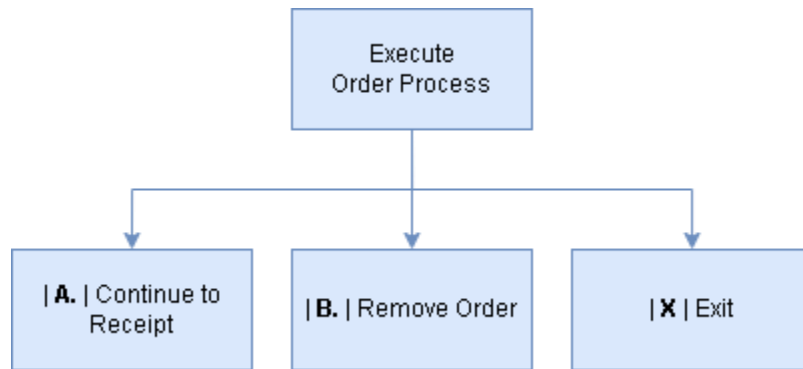 Execute
Order Process
| A. | Continue to
Receipt
| B. | Remove Order
| X | Exit